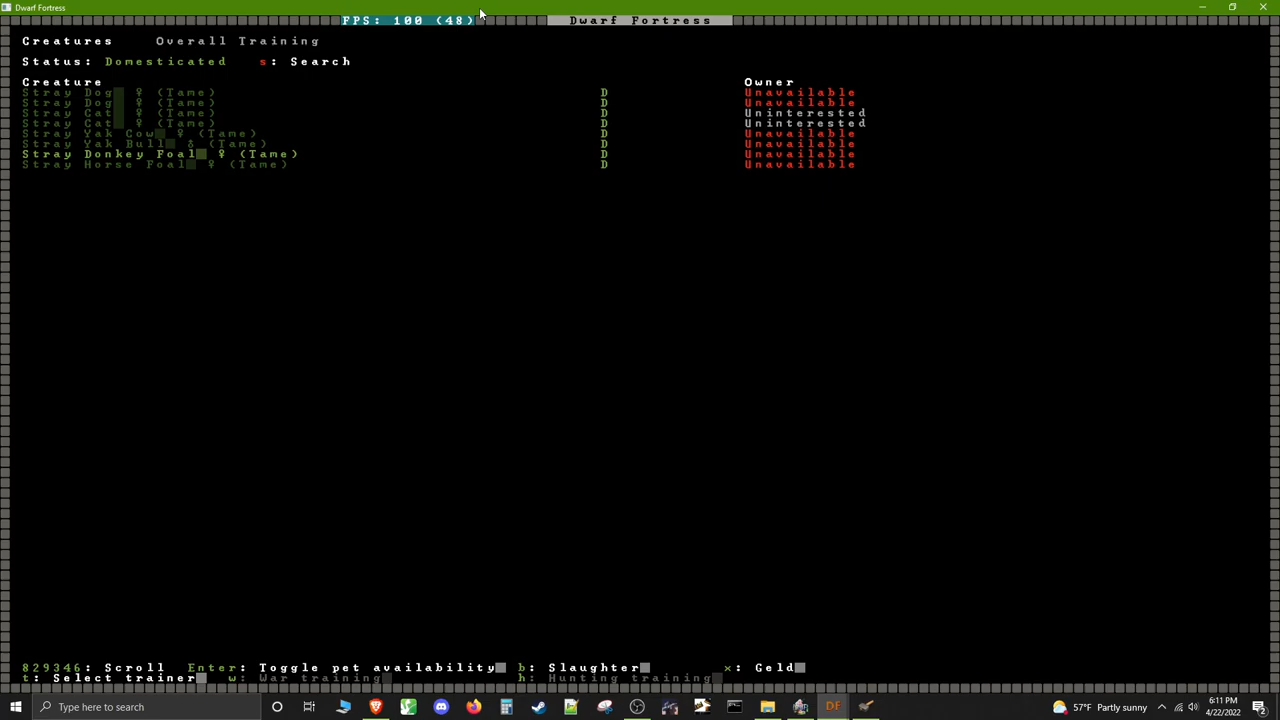 Dwarf Fortress
FPS: 100 (48) Dwarf Fortress
Creatures Overall Training
Status: Domesticated s: Search
Creature Owner
Stray Dog ♀ (Tame) D Unavailable
Stray Dog ♀ (Tame) D Unavailable
Stray Cat ♀ (Tame) D Uninterested
Stray Cat ♀ (Tame) D Uninterested
Stray Yak Cow ♀ (Tame) D Unavailable
Stray Yak Bull ♂ (Tame) D Unavailable
Stray Donkey Foal ♀ (Tame) D Unavailable
Stray Horse Foal ♀ (Tame) D Unavailable
829346: Scroll Enter: Toggle pet availability b: Slaughter x: Geld
t: Select trainer w: War training h: Hunting training
Type here to search DF 57°F Partly sunny 6:11 PM
4/22/2022 2